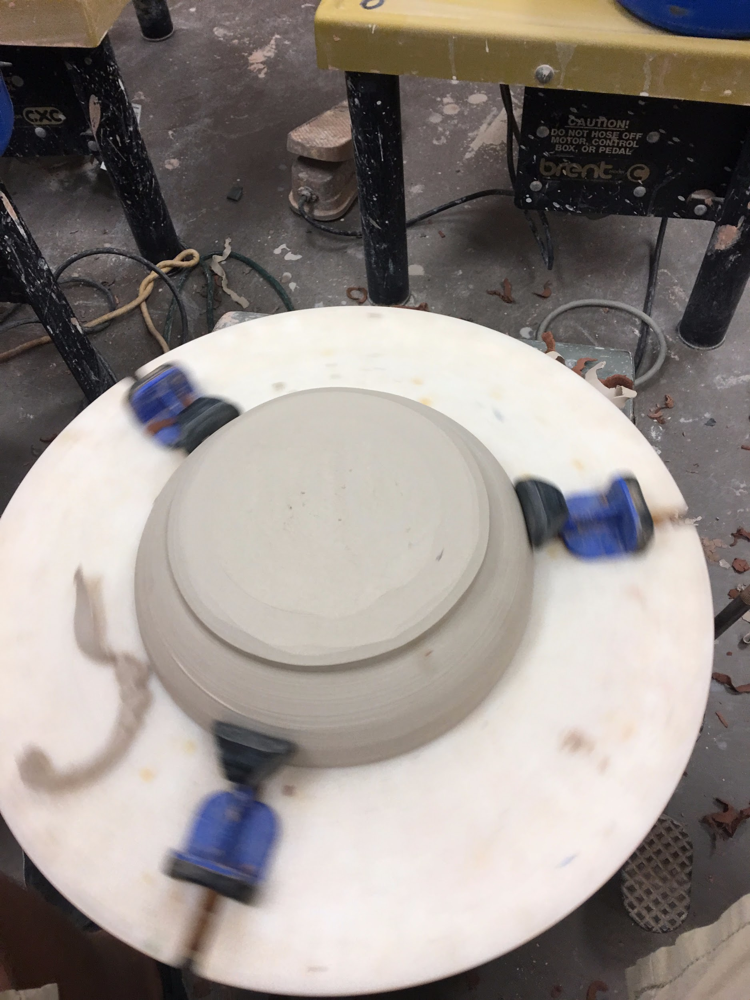 CXC
CAUTION!
DO NOT HOSE OFF
MOTOR, CONTROL
BOX, OR PEDAL
brent C